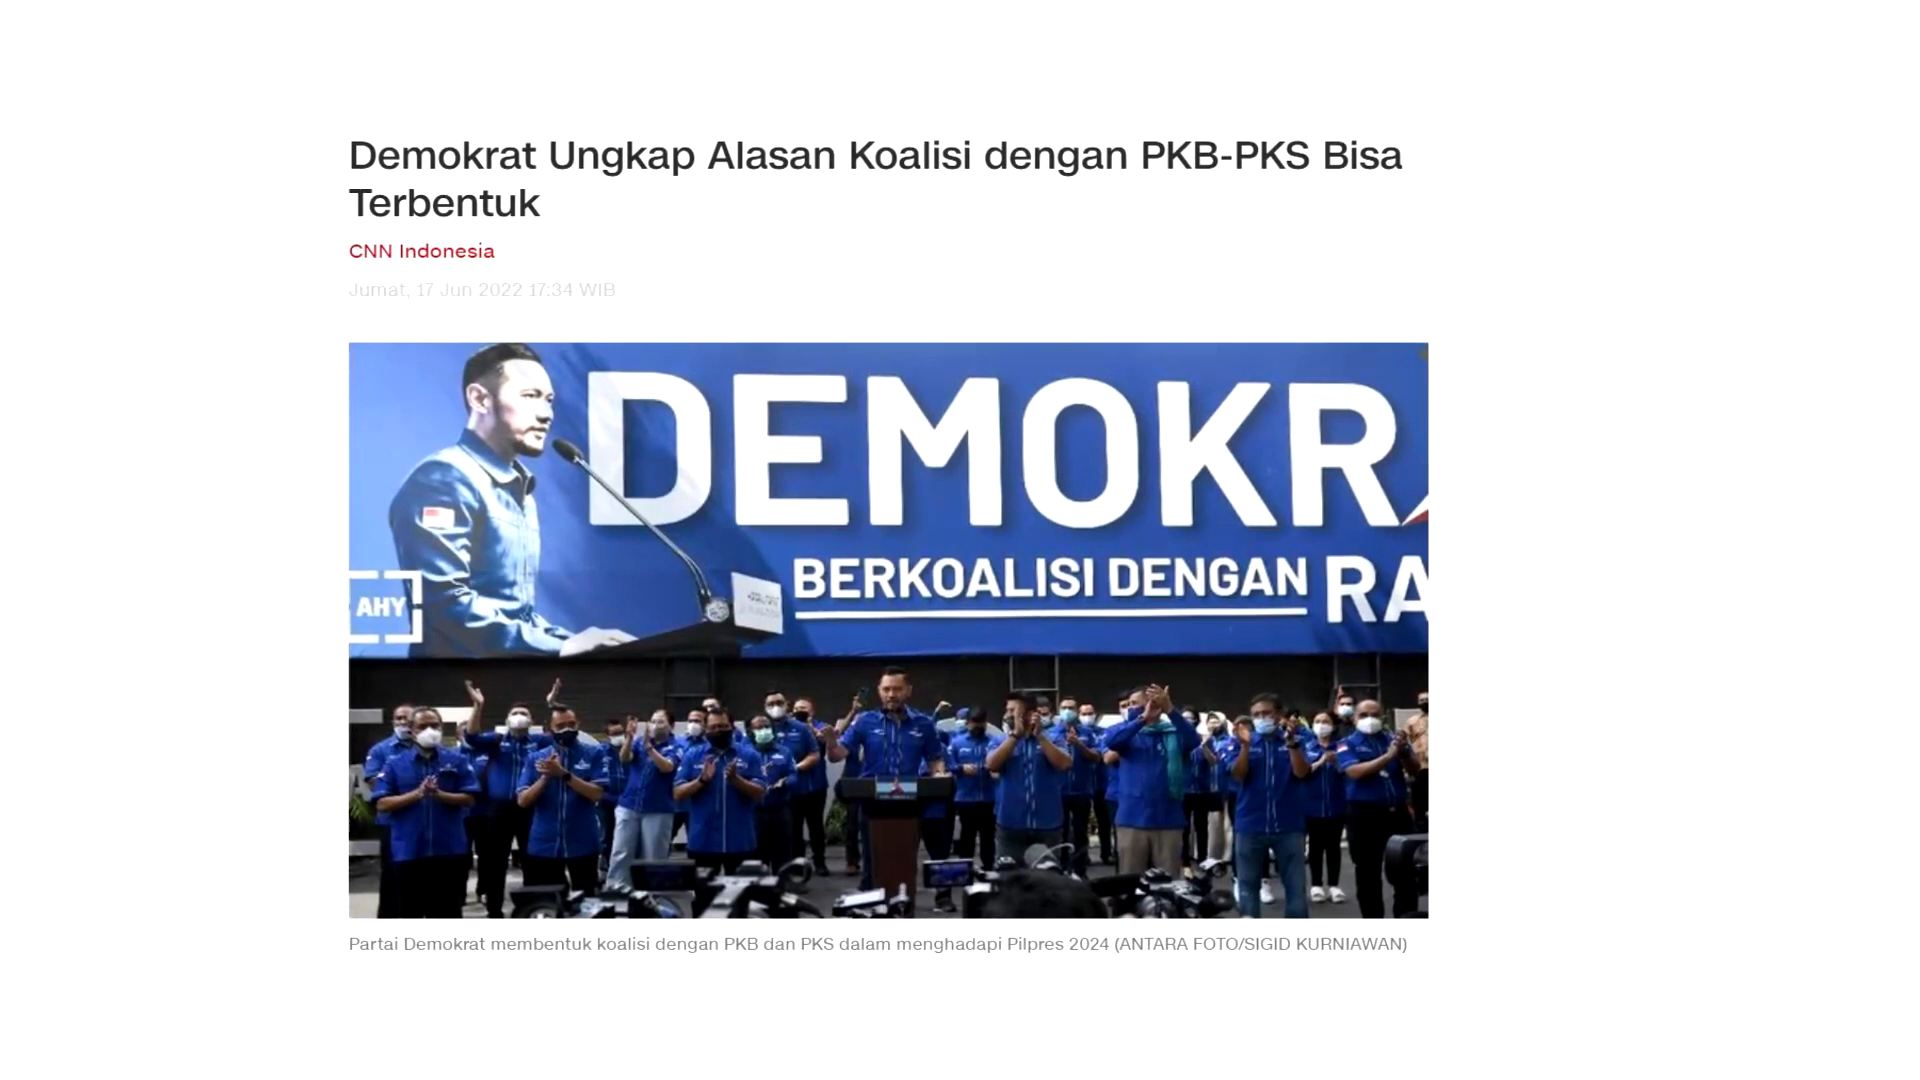 Demokrat Ungkap Alasan Koalisi dengan PKB-PKS Bisa
Terbentuk
CNN Indonesia
Jumat, 17 Jun 2022 17:34 WIB
DEMOKRA
BERKOALISI DENGAN RA
AHY
Partai Demokrat membentuk koalisi dengan PKB dan PKS dalam menghadapi Pilpres 2024 (ANTARA FOTO/SIGID KURNIAWAN)